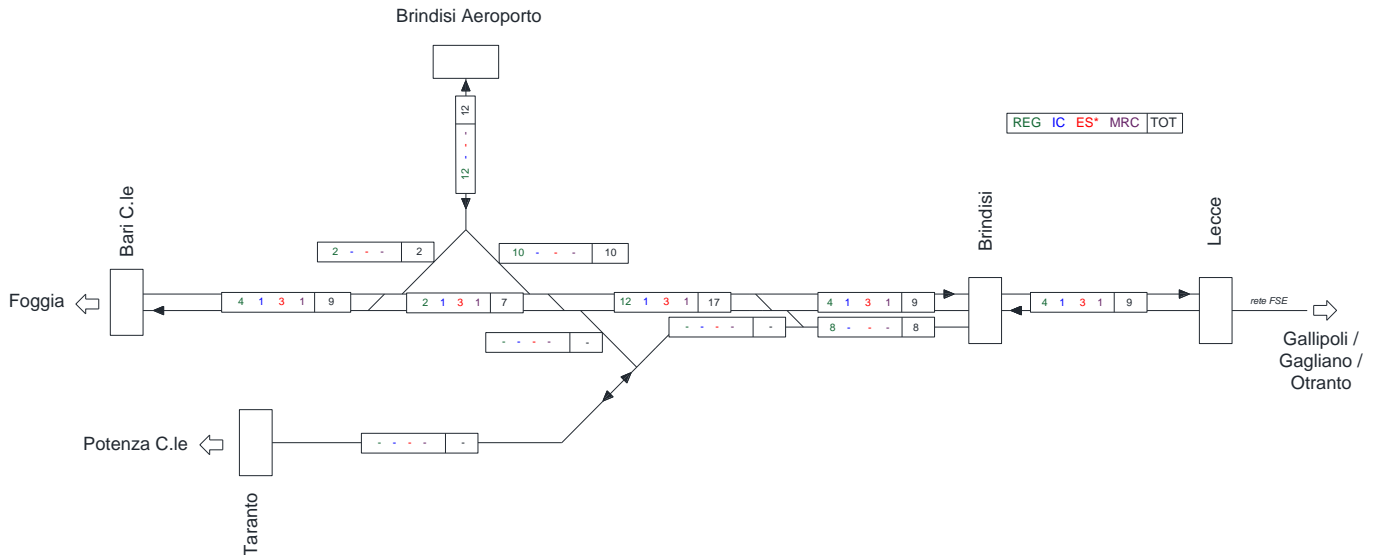 Brindisi Aeroporto
12 - - - 12
REG IC ES* MRC TOT
Bari C.le
Brindisi
Lecce
2 - - - 2
10 - - - 10
Foggia
4 1 3 1 9
2 1 3 1 7
12 1 3 1 17
4 1 3 1 9
4 1 3 1 9
rete FSE
- - - - -
8 - - - 8
- - - - -
Gallipoli /
Gagliano /
Otranto
Potenza C.le
- - - - -
Taranto